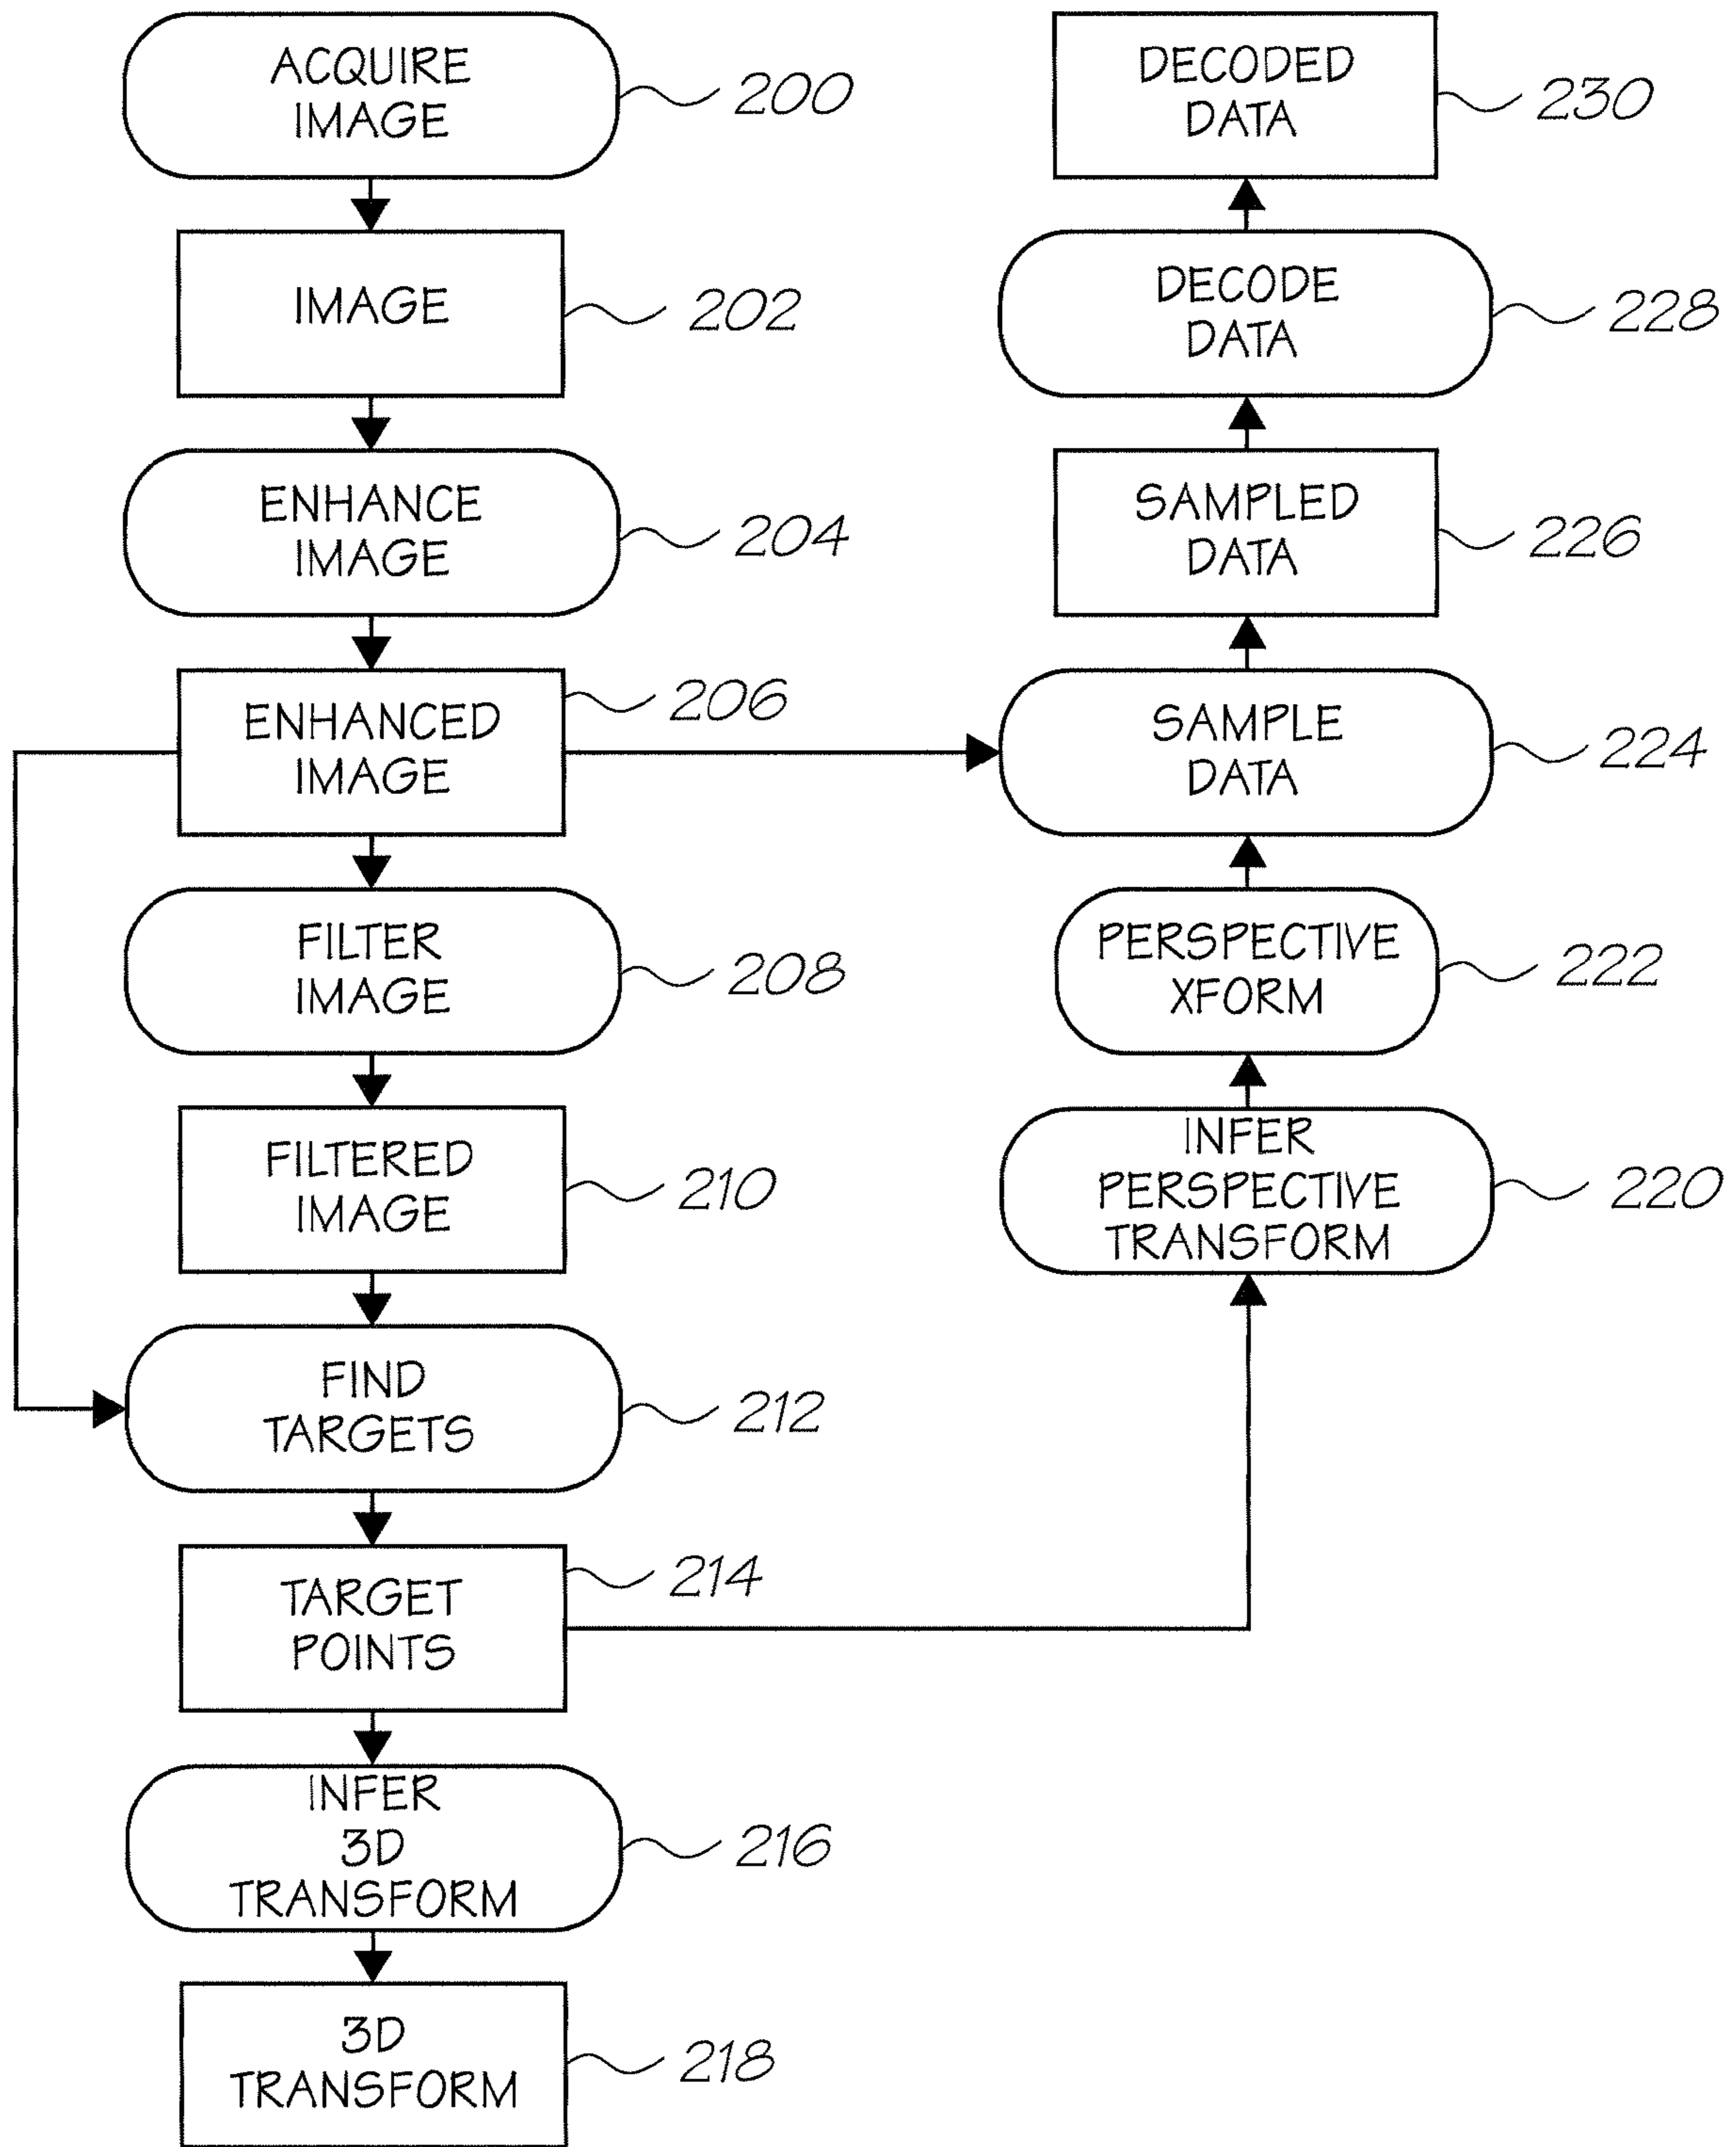 ACQUIRE
IMAGE
200
IMAGE
202
ENHANCE
IMAGE
204
ENHANCED
IMAGE
206
FILTER
IMAGE
208
FILTERED
IMAGE
210
FIND
TARGETS
212
TARGET
POINTS
214
INFER
3D
TRANSFORM
216
3D
TRANSFORM
218
DECODED
DATA
230
DECODE
DATA
228
SAMPLED
DATA
226
SAMPLE
DATA
224
PERSPECTIVE
XFORM
222
INFER
PERSPECTIVE
TRANSFORM
220